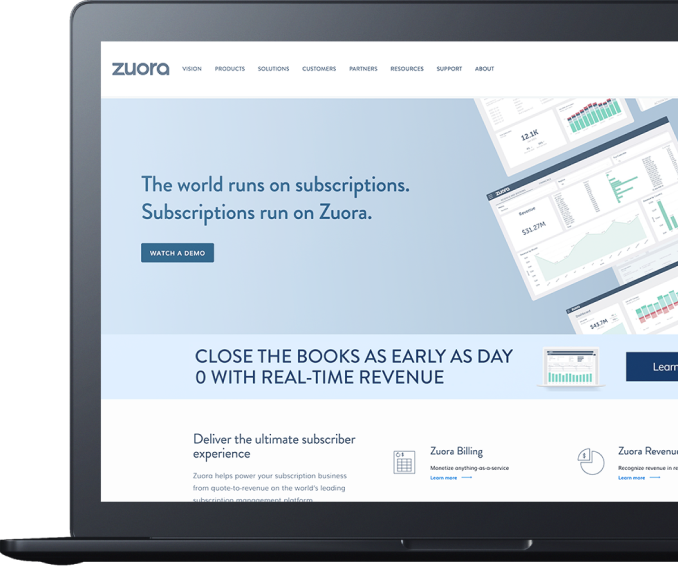 zuora VISION PRODUCTS SOLUTIONS CUSTOMERS PARTNERS RESOURCES SUPPORT ABOUT
12.1K
zuora
Revenue
$31.27M
$43.7M
The world runs on subscriptions.
Subscriptions run on Zuora.
WATCH A DEMO
CLOSE THE BOOKS AS EARLY AS DAY
0 WITH REAL-TIME REVENUE
Learn
Deliver the ultimate subscriber
experience
Zuora helps power your subscription business
from quote-to-revenue on the world's leading
subscription management platform
Zuora Billing
Monetize anything-as-a-service
Learn more
Zuora Revenue
Recognize revenue in re
Learn more